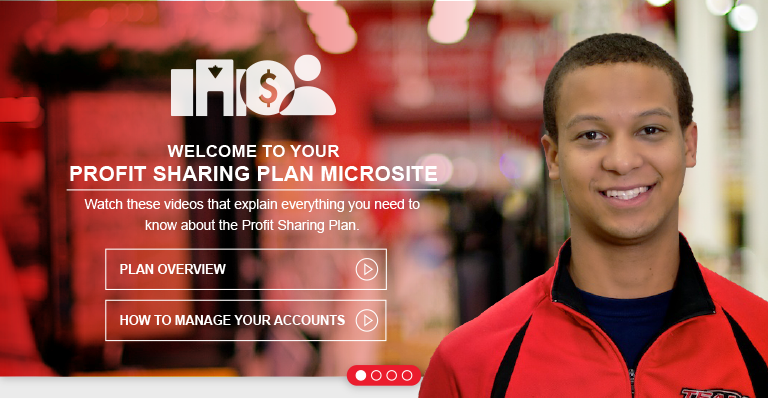 $
WELCOME TO YOUR
PROFIT SHARING PLAN MICROSITE
Watch these videos that explain everything you need to
know about the Profit Sharing Plan.
PLAN OVERVIEW
HOW TO MANAGE YOUR ACCOUNTS